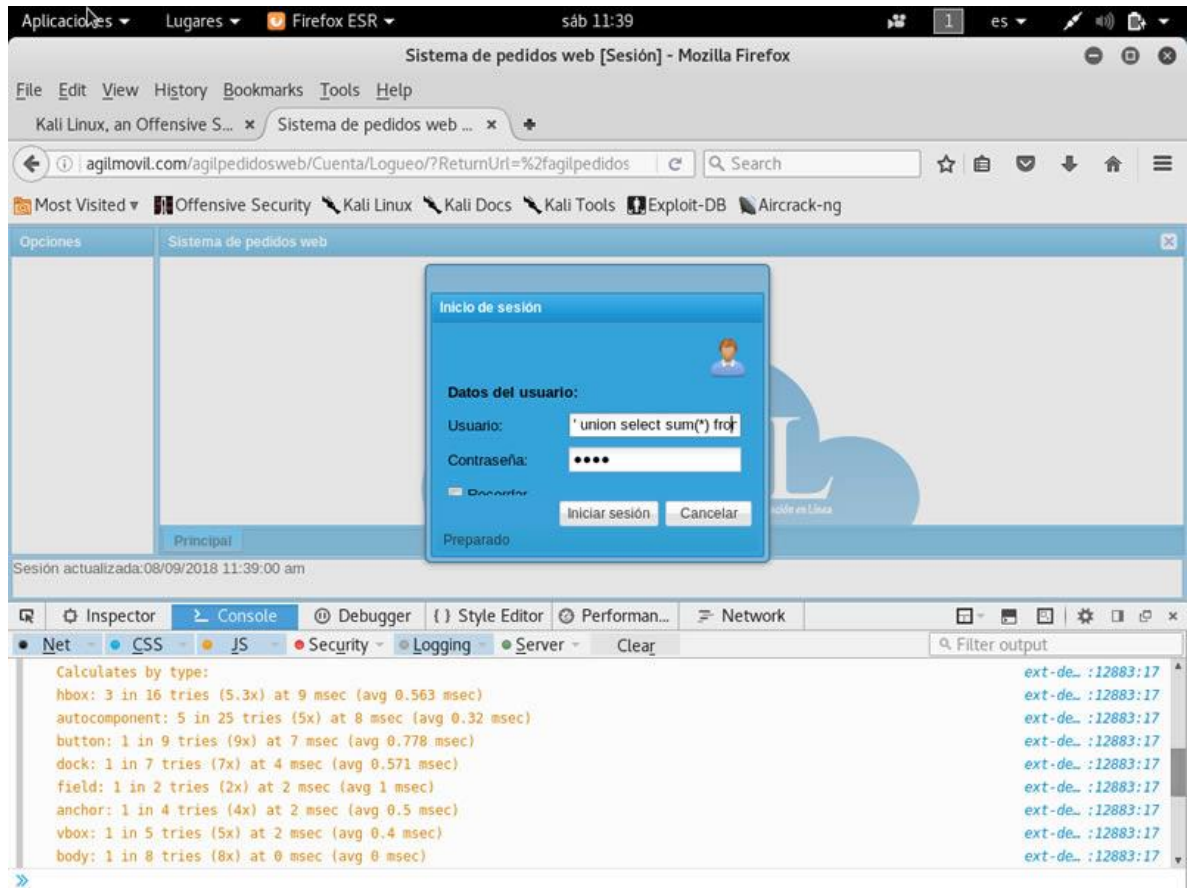 Aplicaciones ▾ Lugares ▾ Firefox ESR ▾ sáb 11:39 1 es ▾
Sistema de pedidos web [Sesión] - Mozilla Firefox
File Edit View History Bookmarks Tools Help
Kali Linux, an Offensive S... × Sistema de pedidos web ... ×
agilmovil.com/agilpedidosweb/Cuenta/Logueo/?ReturnUrl=%2fagilpedidos Search
Most Visited ▾ Offensive Security Kali Linux Kali Docs Kali Tools Exploit-DB Aircrack-ng
Opciones Sistema de pedidos web
Inicio de sesión
Datos del usuario:
Usuario: ' union select sum(*) fror
Contraseña: ••••
Recordar
Iniciar sesión Cancelar
Preparado
Principal
Sesión actualizada:08/09/2018 11:39:00 am
Inspector Console Debugger { } Style Editor Performan... Network
Net CSS JS Security Logging Server Clear Filter output
Calculates by type: ext-de… :12883:17
hbox: 3 in 16 tries (5.3x) at 9 msec (avg 0.563 msec) ext-de… :12883:17
autocomponent: 5 in 25 tries (5x) at 8 msec (avg 0.32 msec) ext-de… :12883:17
button: 1 in 9 tries (9x) at 7 msec (avg 0.778 msec) ext-de… :12883:17
dock: 1 in 7 tries (7x) at 4 msec (avg 0.571 msec) ext-de… :12883:17
field: 1 in 2 tries (2x) at 2 msec (avg 1 msec) ext-de… :12883:17
anchor: 1 in 4 tries (4x) at 2 msec (avg 0.5 msec) ext-de… :12883:17
vbox: 1 in 5 tries (5x) at 2 msec (avg 0.4 msec) ext-de… :12883:17
body: 1 in 8 tries (8x) at 0 msec (avg 0 msec) ext-de… :12883:17
»